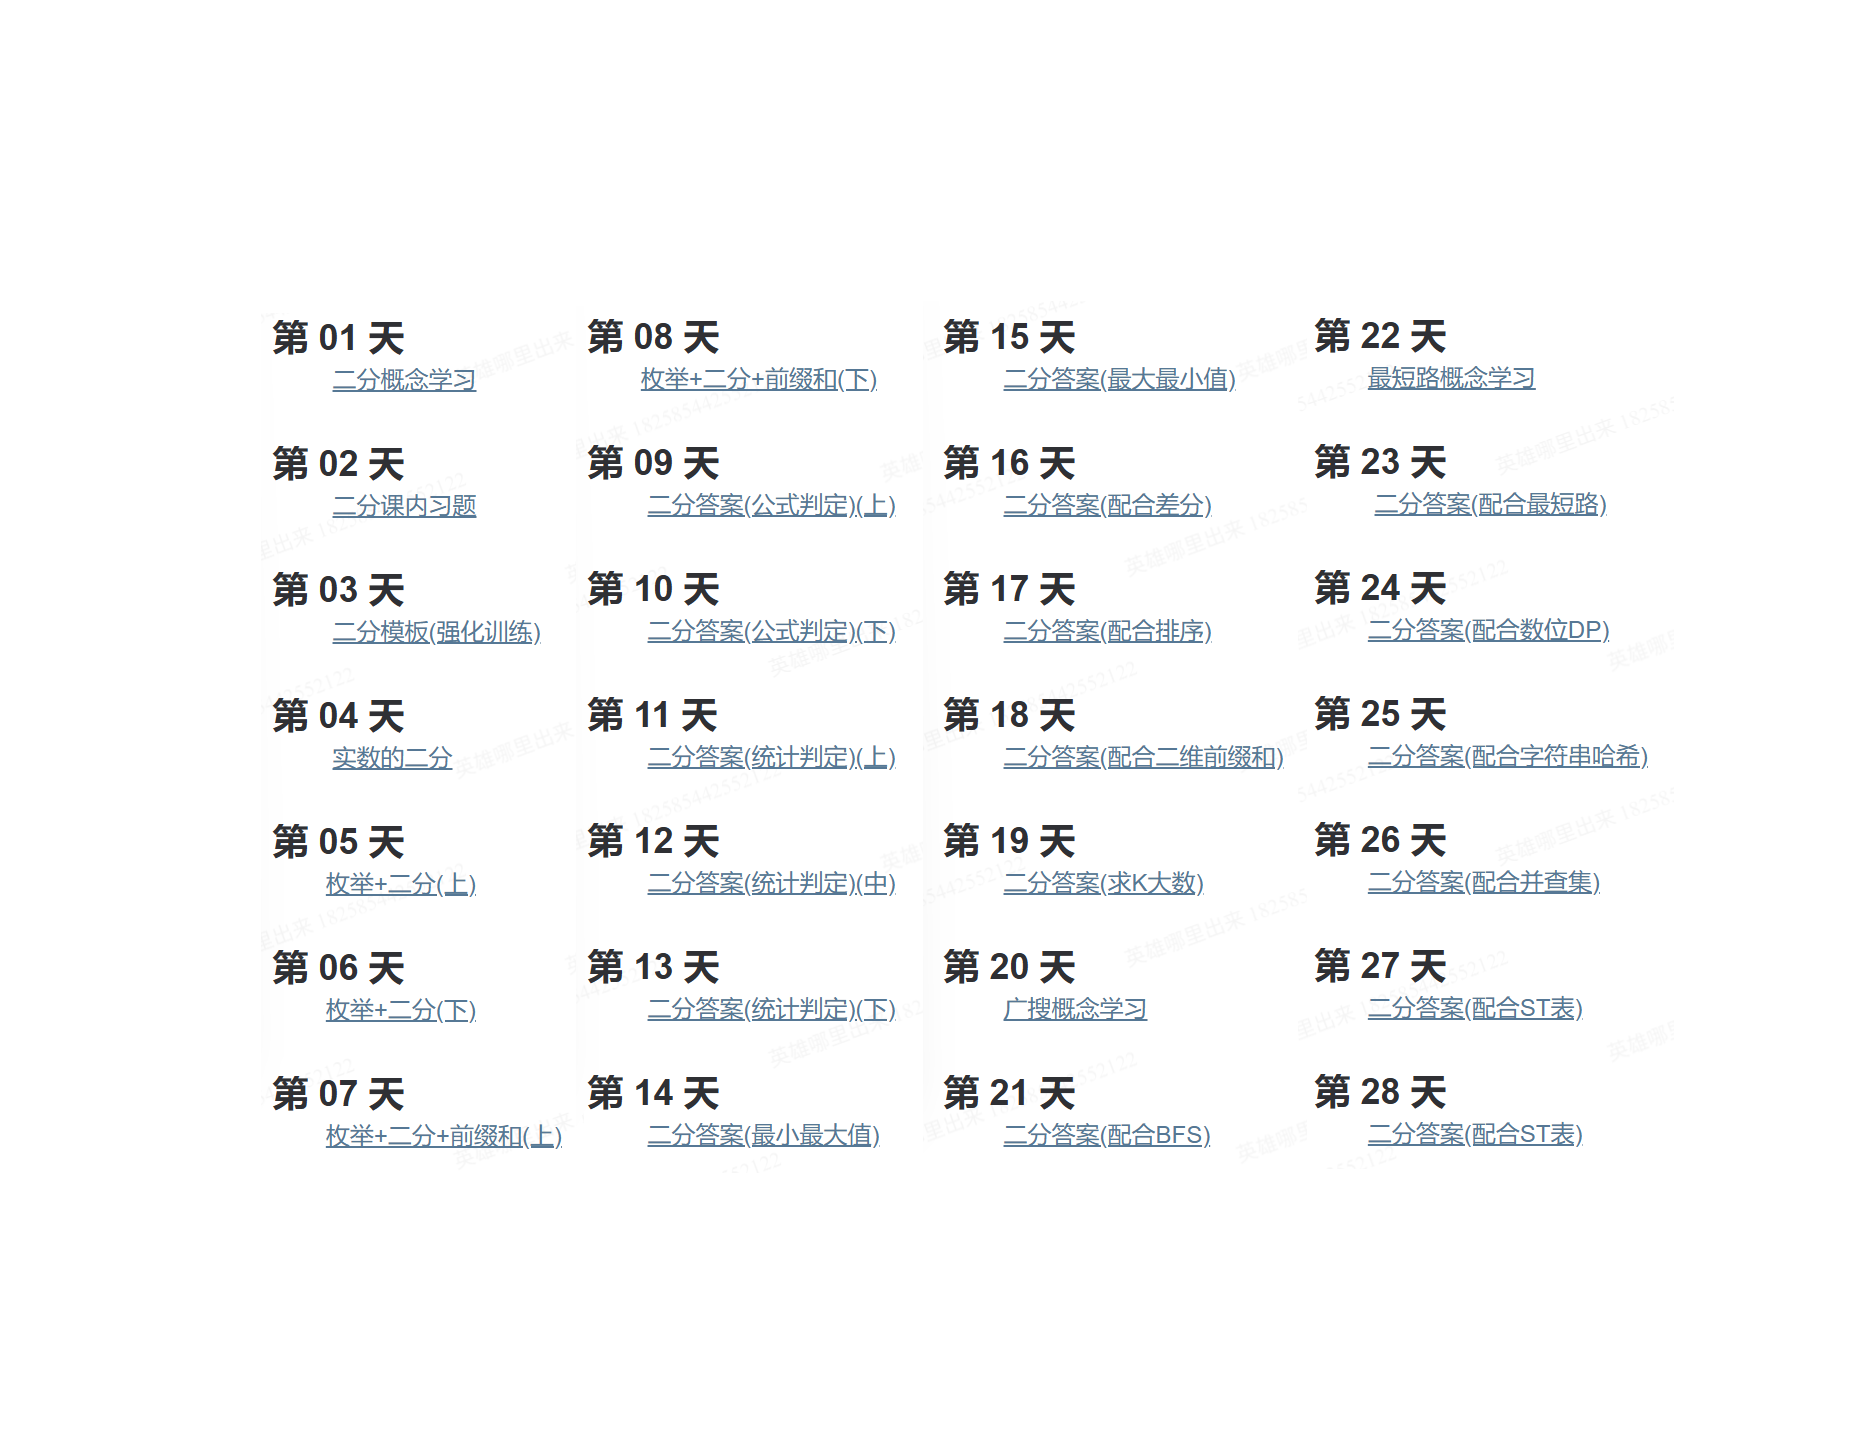 第 01 天
二分概念学习
第 02 天
二分课内习题
第 03 天
二分模板(强化训练)
第 04 天
实数的二分
第 05 天
枚举+二分(上)
第 06 天
枚举+二分(下)
第 07 天
枚举+二分+前缀和(上)
第 08 天
枚举+二分+前缀和(下)
第 09 天
二分答案(公式判定)(上)
第 10 天
二分答案(公式判定)(下)
第 11 天
二分答案(统计判定)(上)
第 12 天
二分答案(统计判定)(中)
第 13 天
二分答案(统计判定)(下)
第 14 天
二分答案(最小最大值)
第 15 天
二分答案(最大最小值)
第 16 天
二分答案(配合差分)
第 17 天
二分答案(配合排序)
第 18 天
二分答案(配合二维前缀和)
第 19 天
二分答案(求K大数)
第 20 天
广搜概念学习
第 21 天
二分答案(配合BFS)
第 22 天
最短路概念学习
第 23 天
二分答案(配合最短路)
第 24 天
二分答案(配合数位DP)
第 25 天
二分答案(配合字符串哈希)
第 26 天
二分答案(配合并查集)
第 27 天
二分答案(配合ST表)
第 28 天
二分答案(配合ST表)